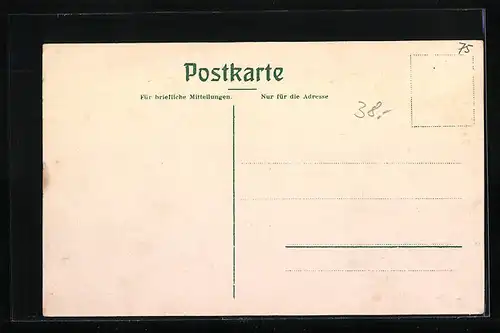 75
Postkarte
Für briefliche Mitteilungen. Nur für die Adresse
38.-